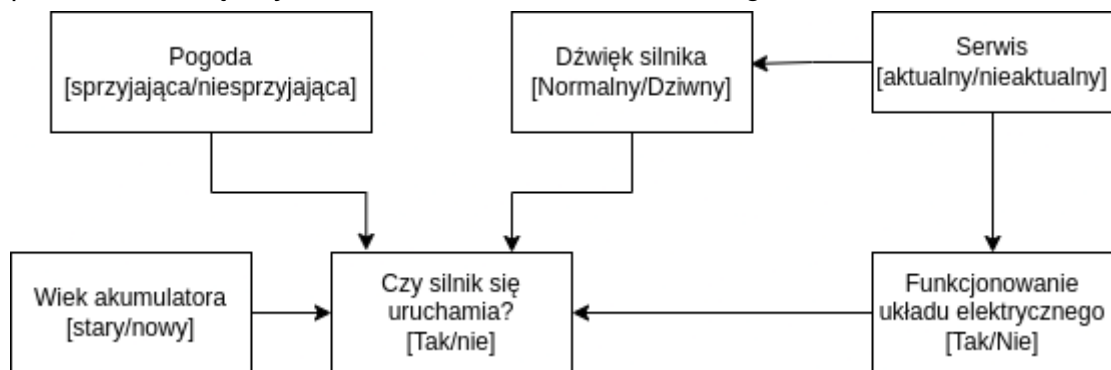 Pogoda
[sprzyjająca/niesprzyjająca]
Dźwięk silnika
[Normalny/Dziwny]
Serwis
[aktualny/nieaktualny]
Wiek akumulatora
[stary/nowy]
Czy silnik się
uruchamia?
[Tak/nie]
Funkcjonowanie
układu elektrycznego
[Tak/Nie]